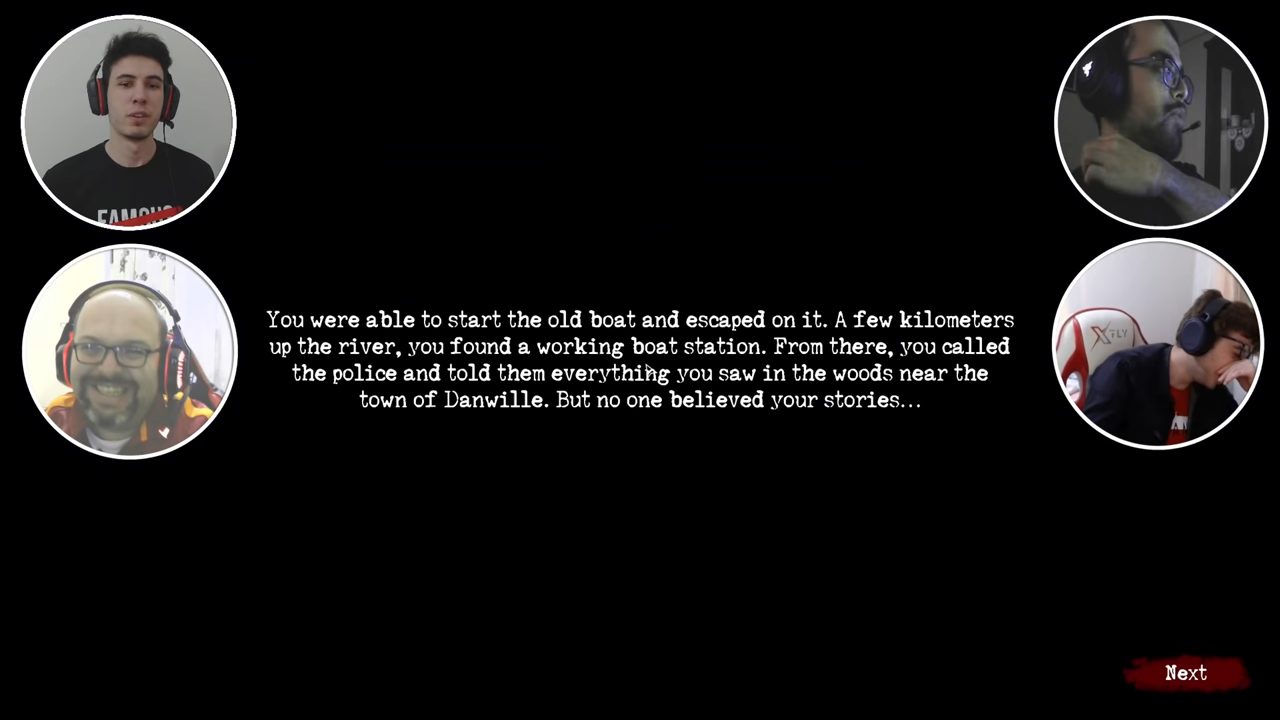 FAMOUS
XFLY
You were able to start the old boat and escaped on it. A few kilometers
up the river, you found a working boat station. From there, you called
the police and told them everything you saw in the woods near the
town of Danwille. But no one believed your stories...
Next